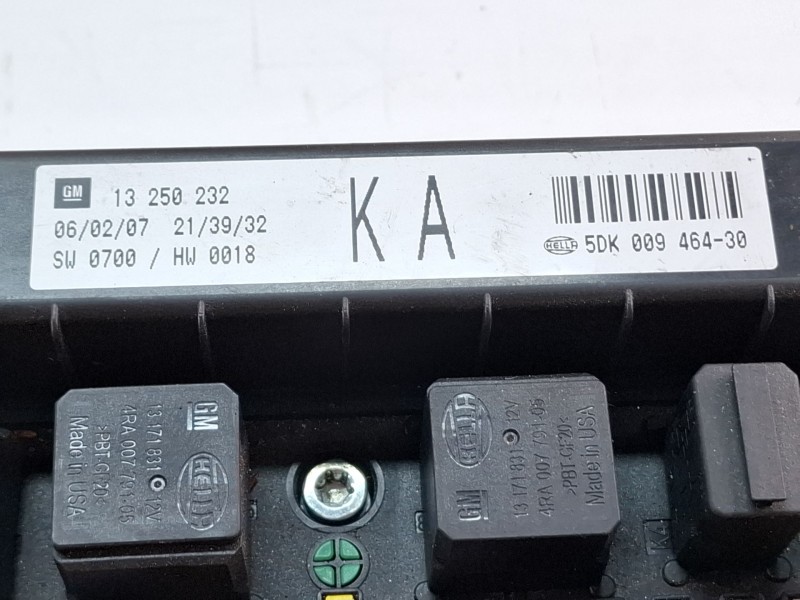 GM 13 250 232
06/02/07 21/39/32
SW 0700 / HW 0018
KA
HELLA 5DK 009 464-30
GM
HELLA
13 171 831 12V
4RA 007 791-05
>PBT-GF20<
Made in USA
HELLA
GM
13 171 831 12V
4RA 007 791-05
>PBT-GF20<
Made in USA